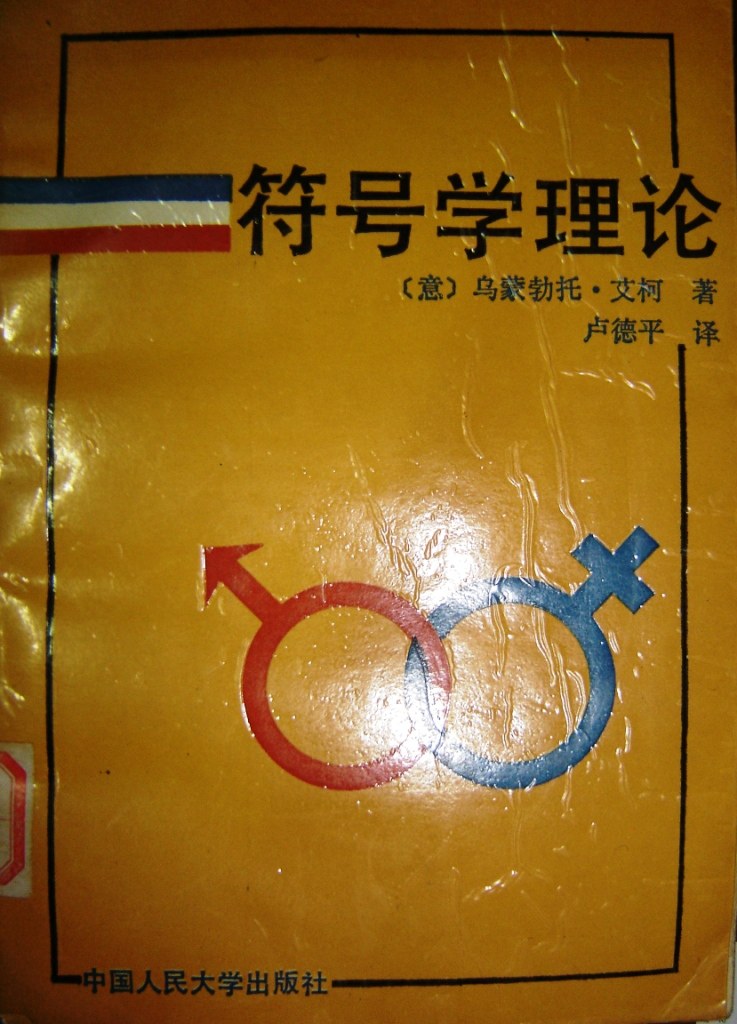 符号学理论
〔意〕乌蒙勃托·艾柯 著
卢德平 译
中国人民大学出版社